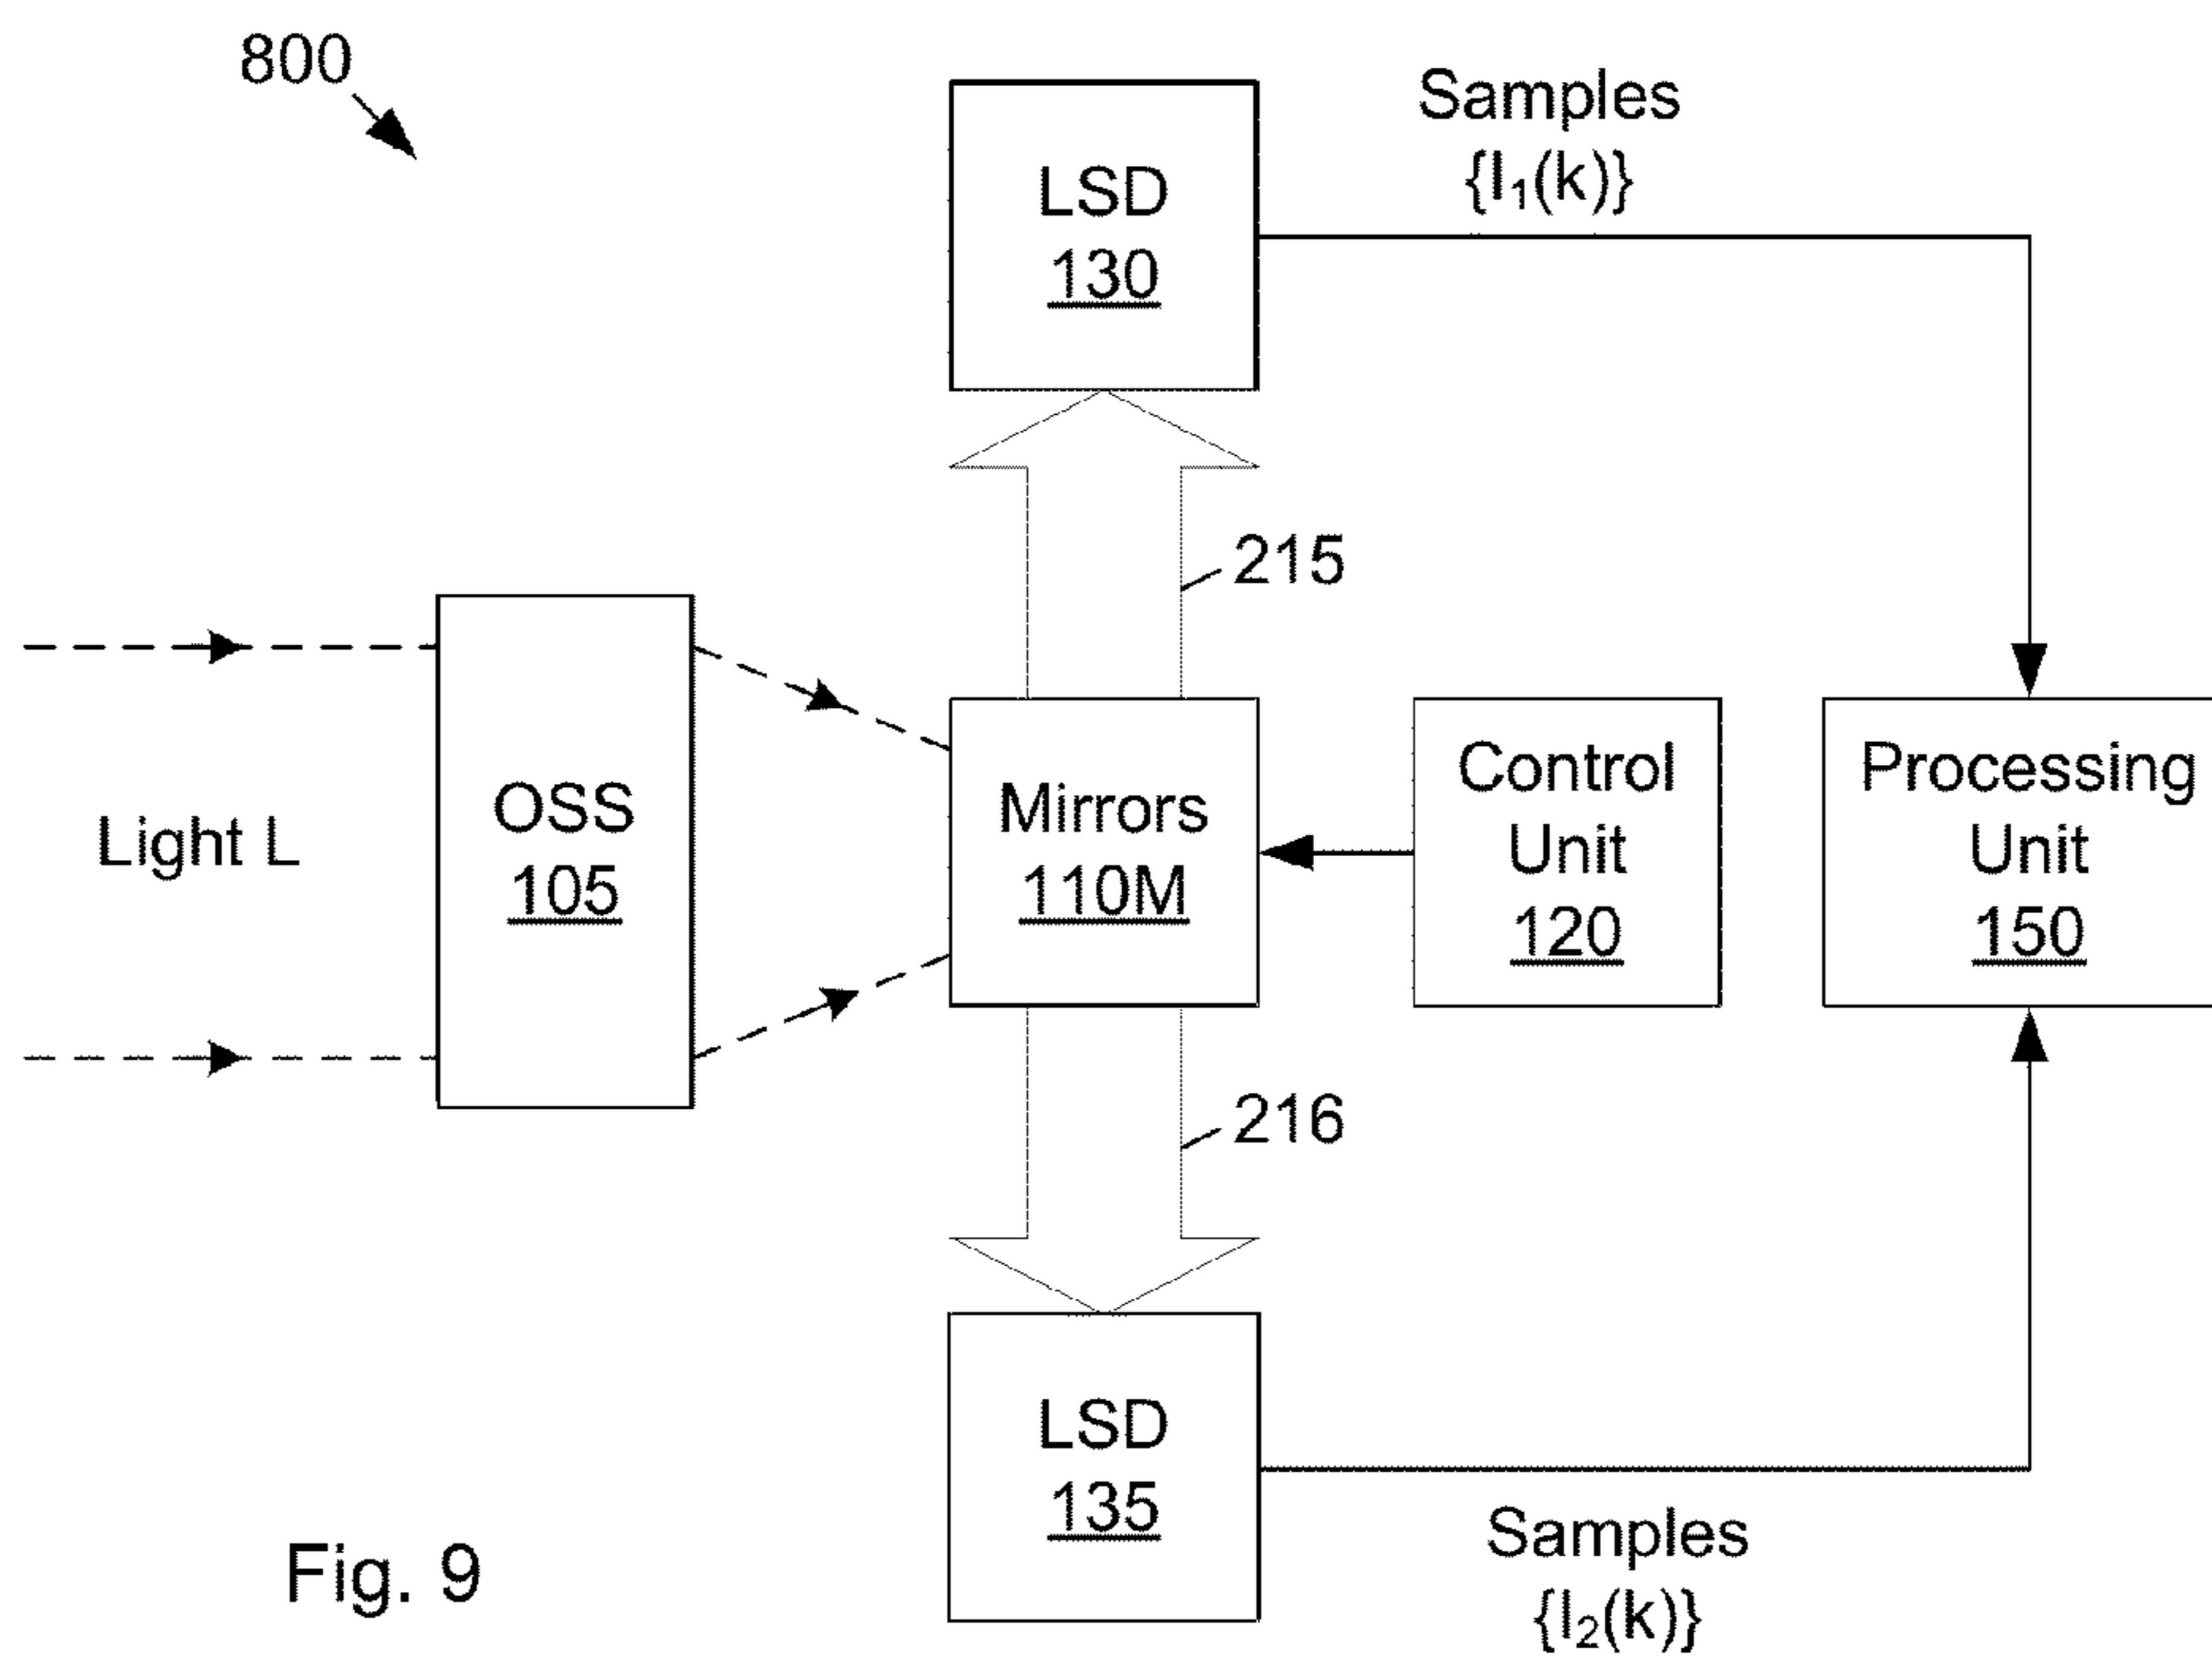 800
LSD
130
Samples
{I₁(k)}
215
Light L
OSS
105
Mirrors
110M
Control
Unit
120
Processing
Unit
150
216
LSD
135
Samples
{I₂(k)}
Fig. 9